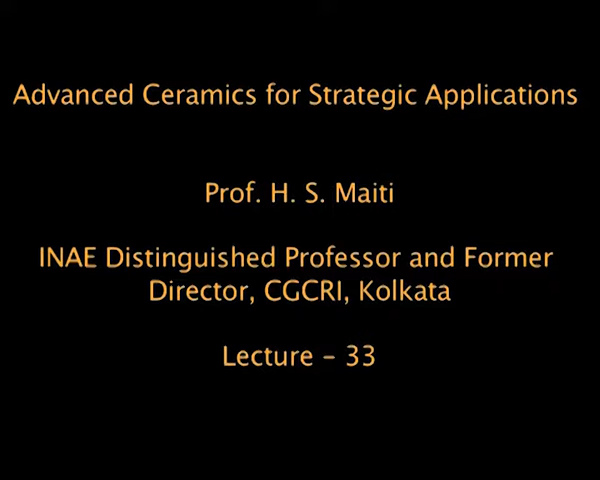 Advanced Ceramics for Strategic Applications
Prof. H. S. Maiti
INAE Distinguished Professor and Former
Director, CGCRI, Kolkata
Lecture – 33